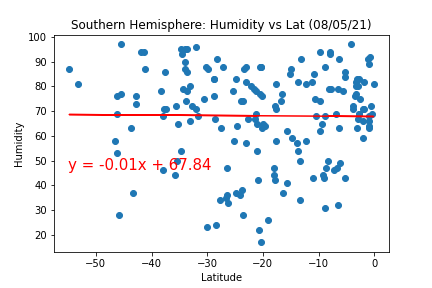 Southern Hemisphere: Humidity vs Lat (08/05/21)
100
90
80
70
60
50
40
30
20
Humidity
y = -0.01x + 67.84
−50 −40 −30 −20 −10 0
Latitude